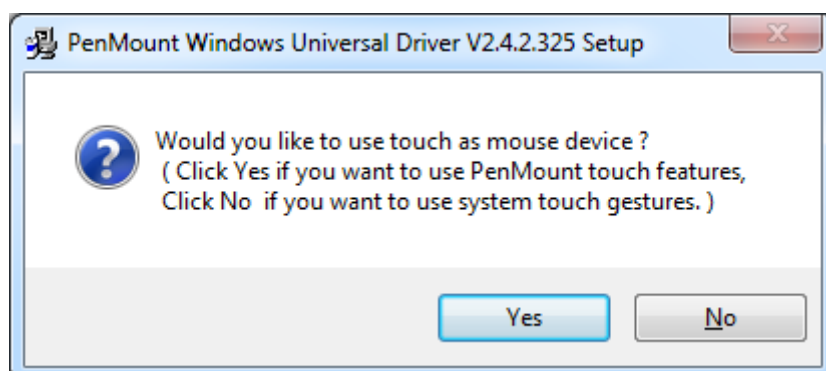 PenMount Windows Universal Driver V2.4.2.325 Setup
Would you like to use touch as mouse device ?
( Click Yes if you want to use PenMount touch features,
Click No  if you want to use system touch gestures. )
Yes
No